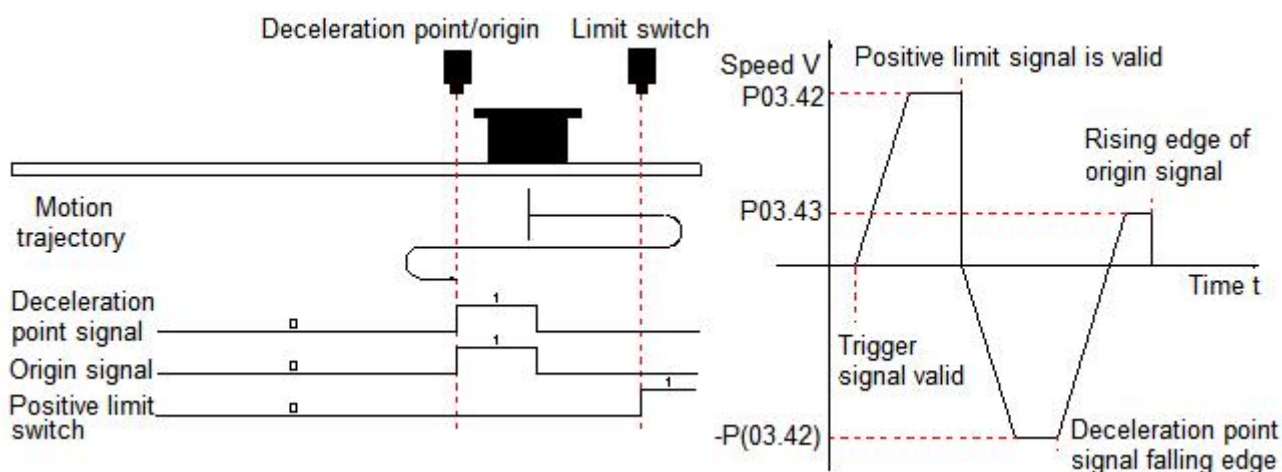 Deceleration point/origin
Limit switch
Motion
trajectory
Deceleration
point signal
Origin signal
Positive limit
switch
1
0
1
0
1
0
Speed V
Positive limit signal is valid
P03.42
Rising edge of
origin signal
P03.43
Time t
Trigger
signal valid
-P(03.42)
Deceleration point
signal falling edge